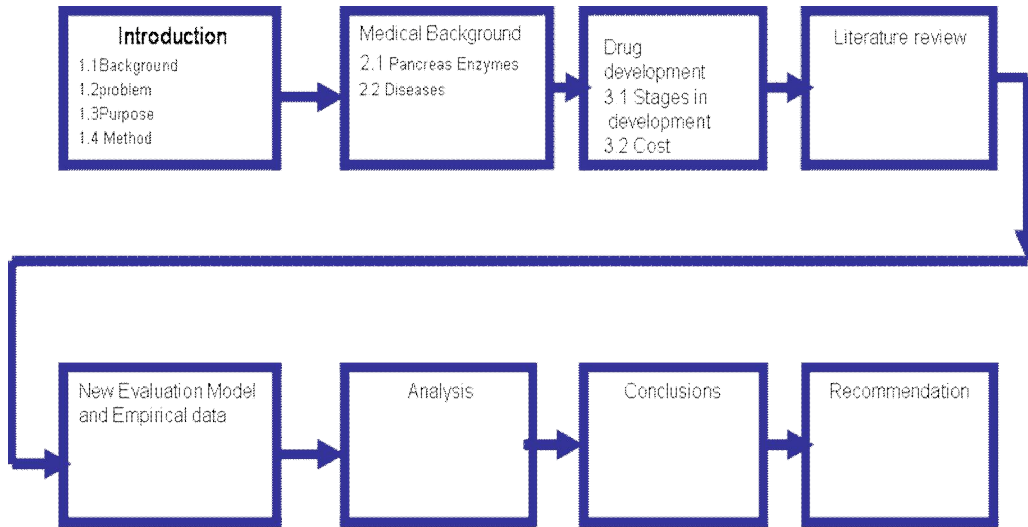 Introduction
1.1Background
1.2problem
1.3Purpose
1.4 Method
Medical Background
2.1 Pancreas Enzymes
2.2 Diseases
Drug
development
3.1 Stages in
development
3.2 Cost
Literature review
New Evaluation Model
and Empirical data
Analysis
Conclusions
Recommendation